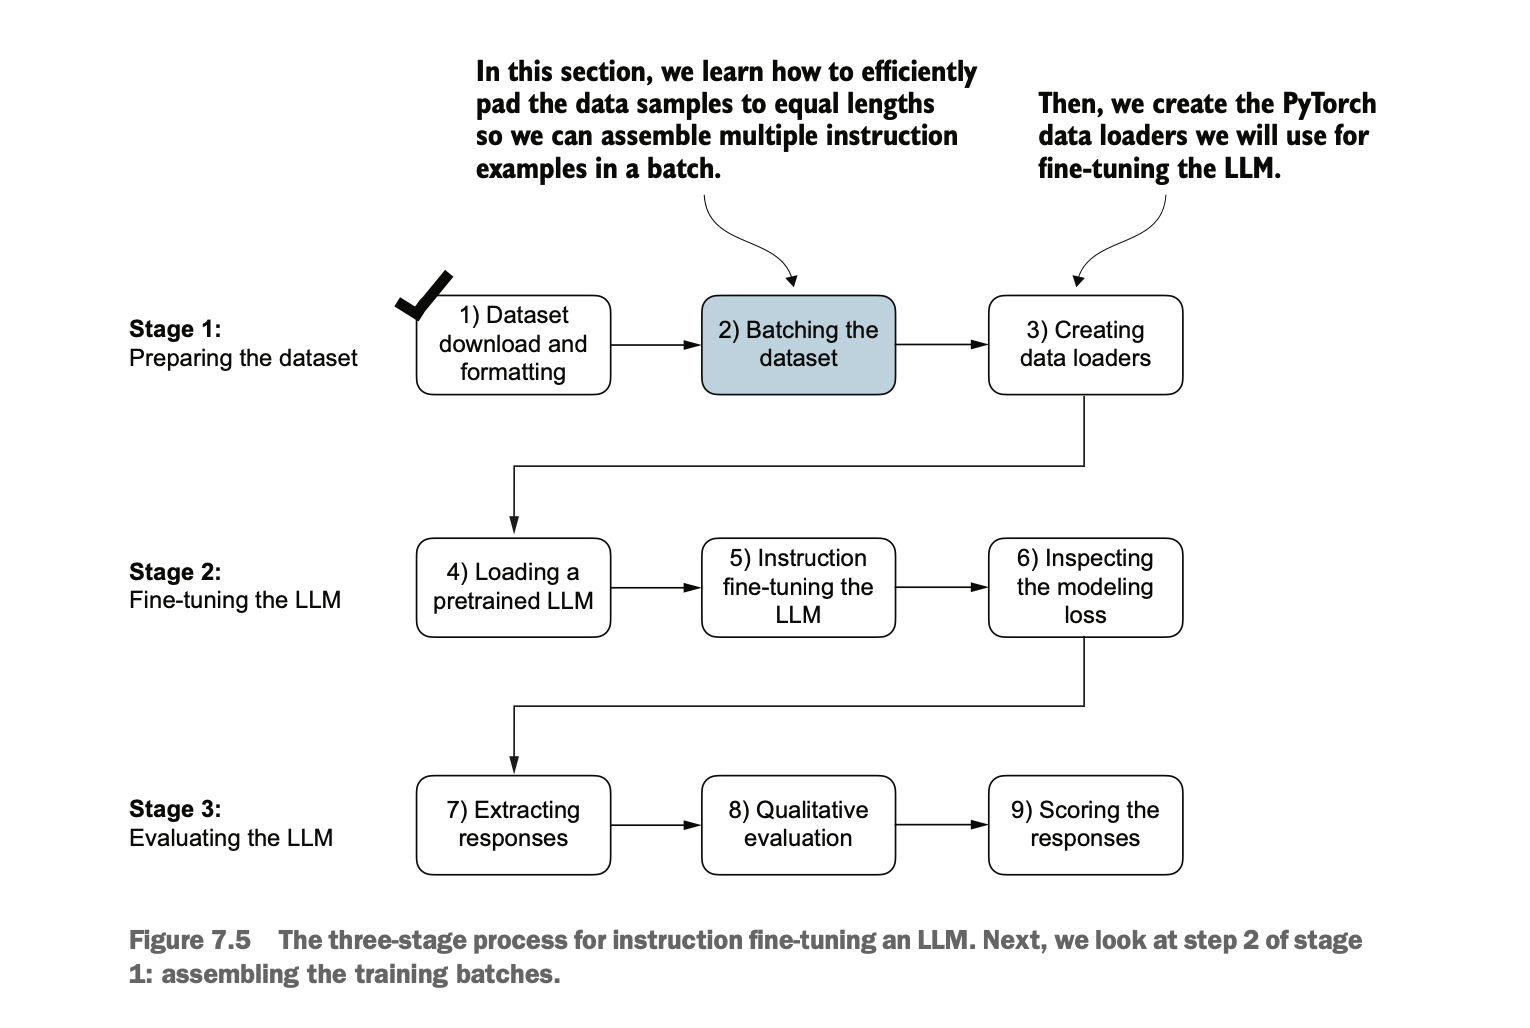 In this section, we learn how to efficiently
pad the data samples to equal lengths
so we can assemble multiple instruction
examples in a batch.
Then, we create the PyTorch
data loaders we will use for
fine-tuning the LLM.
Stage 1:
Preparing the dataset
1) Dataset
download and
formatting
2) Batching the
dataset
3) Creating
data loaders
Stage 2:
Fine-tuning the LLM
4) Loading a
pretrained LLM
5) Instruction
fine-tuning the
LLM
6) Inspecting
the modeling
loss
Stage 3:
Evaluating the LLM
7) Extracting
responses
8) Qualitative
evaluation
9) Scoring the
responses
Figure 7.5 The three-stage process for instruction fine-tuning an LLM. Next, we look at step 2 of stage
1: assembling the training batches.